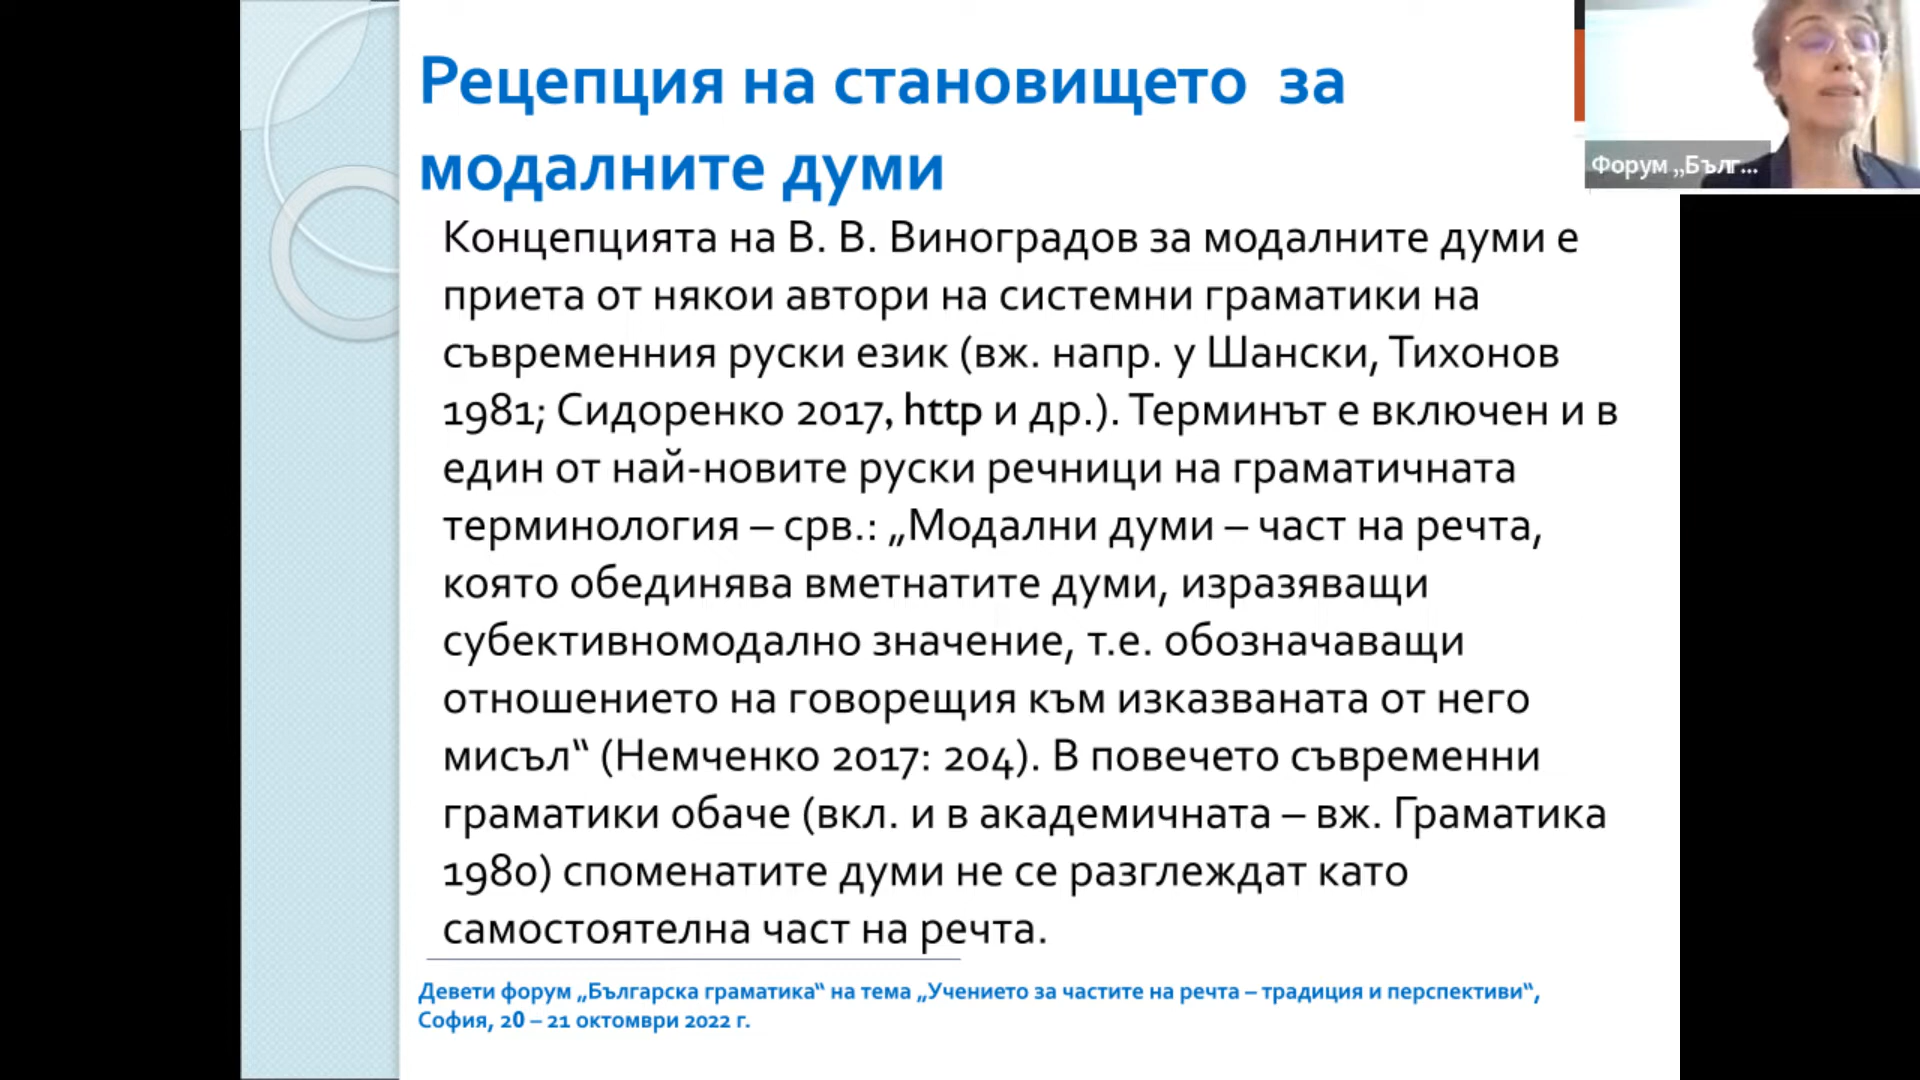 Рецепция на становището за
модалните думи
Форум „Бълг...
Концепцията на В. В. Виноградов за модалните думи е
приета от някои автори на системни граматики на
съвременния руски език (вж. напр. у Шански, Тихонов
1981; Сидоренко 2017, http и др.). Терминът е включен и в
един от най-новите руски речници на граматичната
терминология – срв.: „Модални думи – част на речта,
която обединява вметнатите думи, изразяващи
субективномодално значение, т.е. обозначаващи
отношението на говорещия към изказваната от него
мисъл“ (Немченко 2017: 204). В повечето съвременни
граматики обаче (вкл. и в академичната – вж. Граматика
1980) споменатите думи не се разглеждат като
самостоятелна част на речта.
Девети форум „Българска граматика“ на тема „Учението за частите на речта – традиция и перспективи“,
София, 20 – 21 октомври 2022 г.